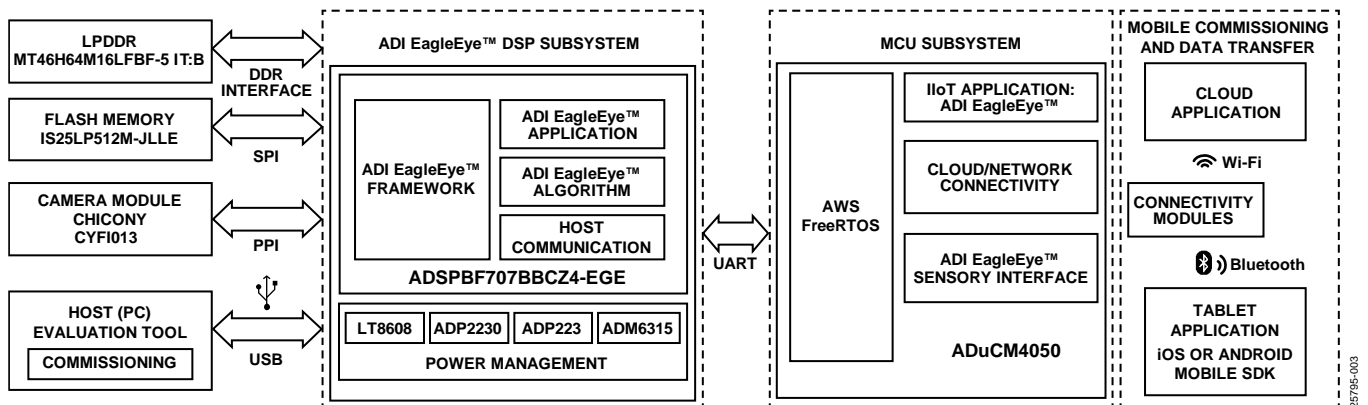 LPDDR
MT46H64M16LFBF-5 IT:B
DDR
INTERFACE
FLASH MEMORY
IS25LP512M-JLLE
SPI
CAMERA MODULE
CHICONY
CYFI013
PPI
HOST (PC)
EVALUATION TOOL
COMMISSIONING
USB
ADI EagleEye™ DSP SUBSYSTEM
ADI EagleEye™
FRAMEWORK
ADI EagleEye™
APPLICATION
ADI EagleEye™
ALGORITHM
HOST
COMMUNICATION
ADSPBF707BBCZ4-EGE
LT8608
ADP2230
ADP223
ADM6315
POWER MANAGEMENT
UART
MCU SUBSYSTEM
AWS
FreeRTOS
IIoT APPLICATION:
ADI EagleEye™
CLOUD/NETWORK
CONNECTIVITY
ADI EagleEye™
SENSORY INTERFACE
ADuCM4050
MOBILE COMMISSIONING
AND DATA TRANSFER
CLOUD
APPLICATION
Wi-Fi
CONNECTIVITY
MODULES
Bluetooth
TABLET
APPLICATION
iOS OR ANDROID
MOBILE SDK
25795-003